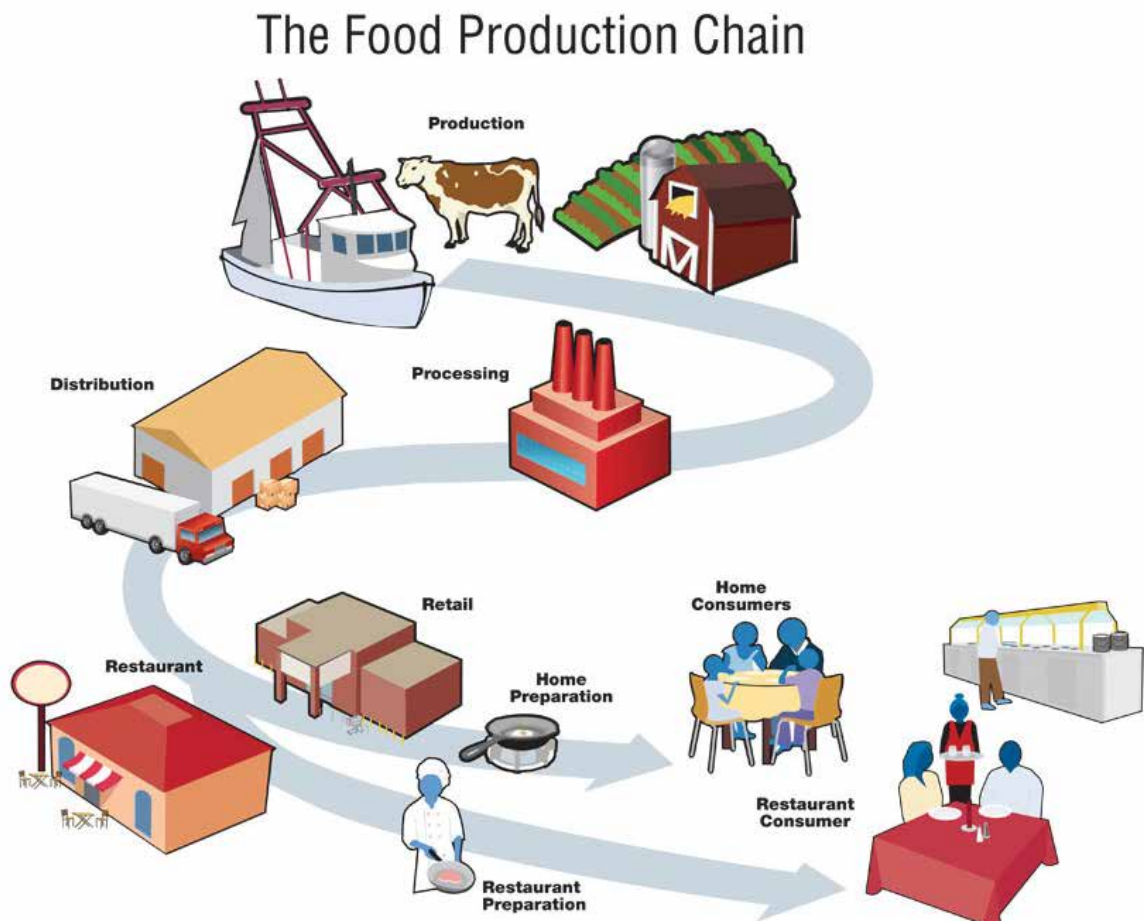 The Food Production Chain
Production
Distribution
Processing
Retail
Home
Consumers
Restaurant
Home
Preparation
Restaurant
Consumer
Restaurant
Preparation